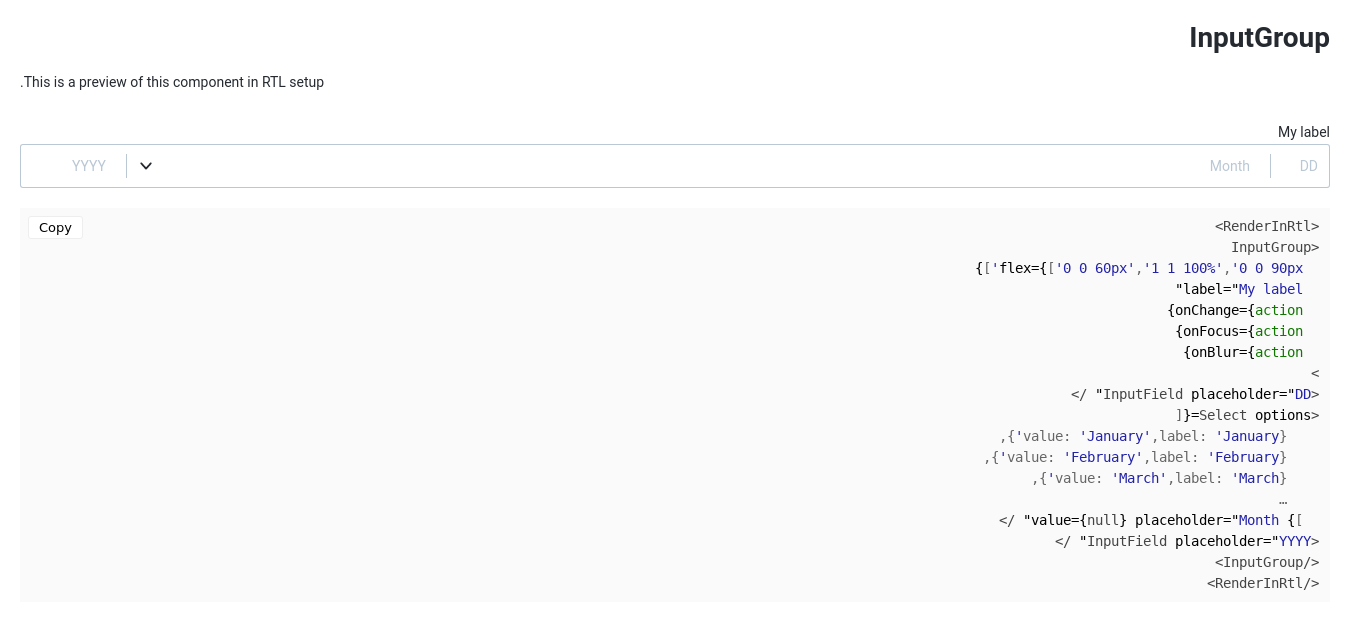 InputGroup
.This is a preview of this component in RTL setup
My label
YYYY Month DD
Copy
<RenderInRtl>
InputGroup>
{['flex={['0 0 60px','1 1 100%','0 0 90px
"label="My label
{onChange={action
{onFocus={action
{onBlur={action
<
</ "InputField placeholder="DD>
]}=Select options>
,{'value: 'January',label: 'January}
,{'value: 'February',label: 'February}
,{'value: 'March',label: 'March}
…
</ "value={null} placeholder="Month {[
</ "InputField placeholder="YYYY>
<InputGroup/>
<RenderInRtl/>